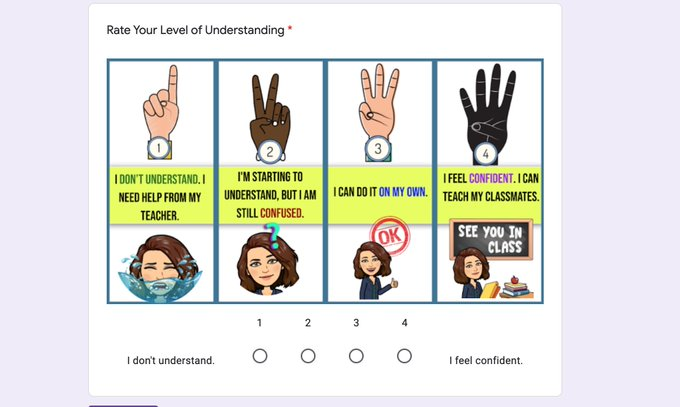 Rate Your Level of Understanding *
1
I DON'T UNDERSTAND. I
NEED HELP FROM MY
TEACHER.
2
I'M STARTING TO
UNDERSTAND, BUT I AM
STILL CONFUSED.
?
3
I CAN DO IT ON MY OWN.
OK
4
I FEEL CONFIDENT. I CAN
TEACH MY CLASSMATES.
SEE YOU IN
CLASS
1 2 3 4
I don't understand.
I feel confident.